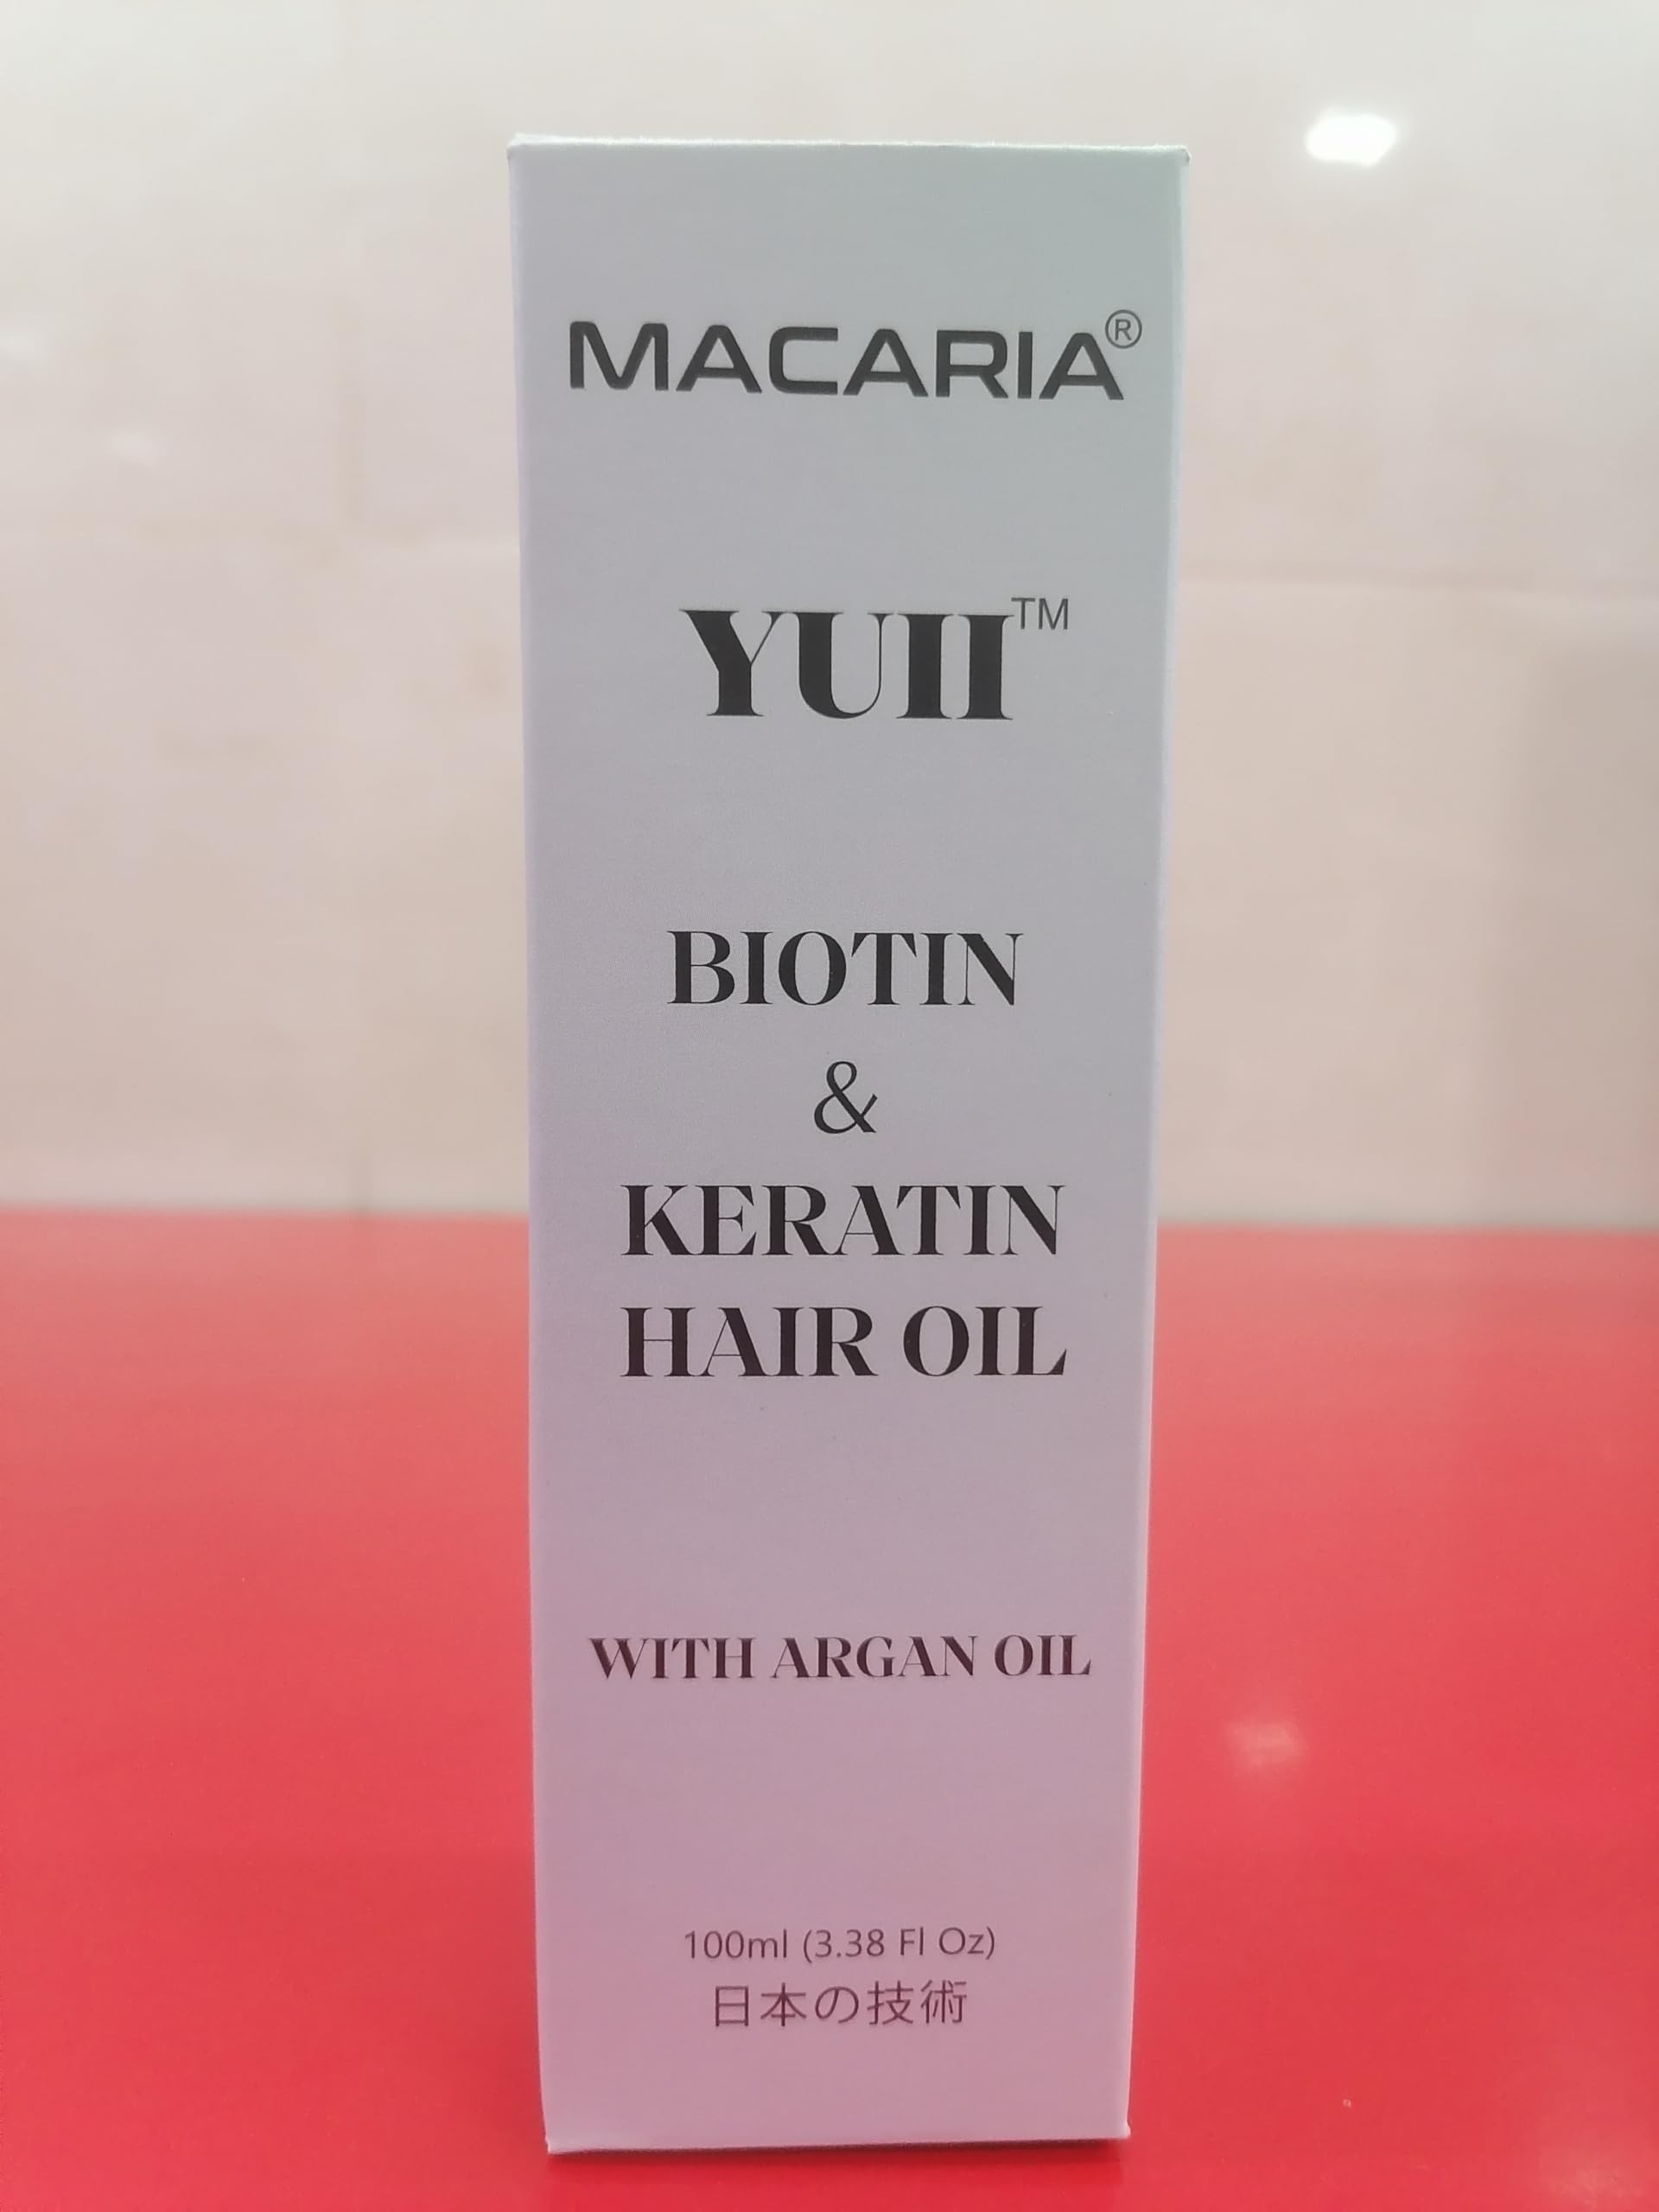 MACARIA®
YUII™
BIOTIN
&
KERATIN
HAIR OIL
WITH ARGAN OIL
100ml (3.38 Fl Oz)
日本の技術